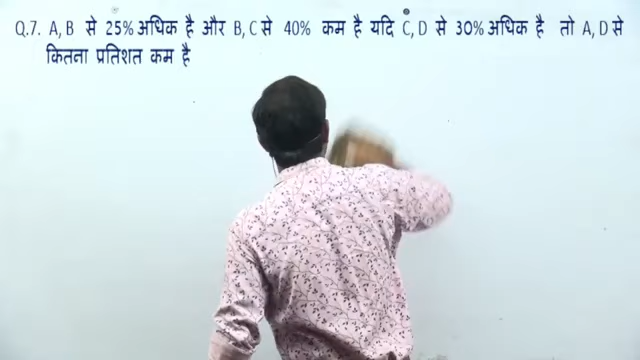 Q.7. A, B से 25% अधिक है और B, C से 40% कम है यदि C, D से 30% अधिक है तो A, D से
कितना प्रतिशत कम है